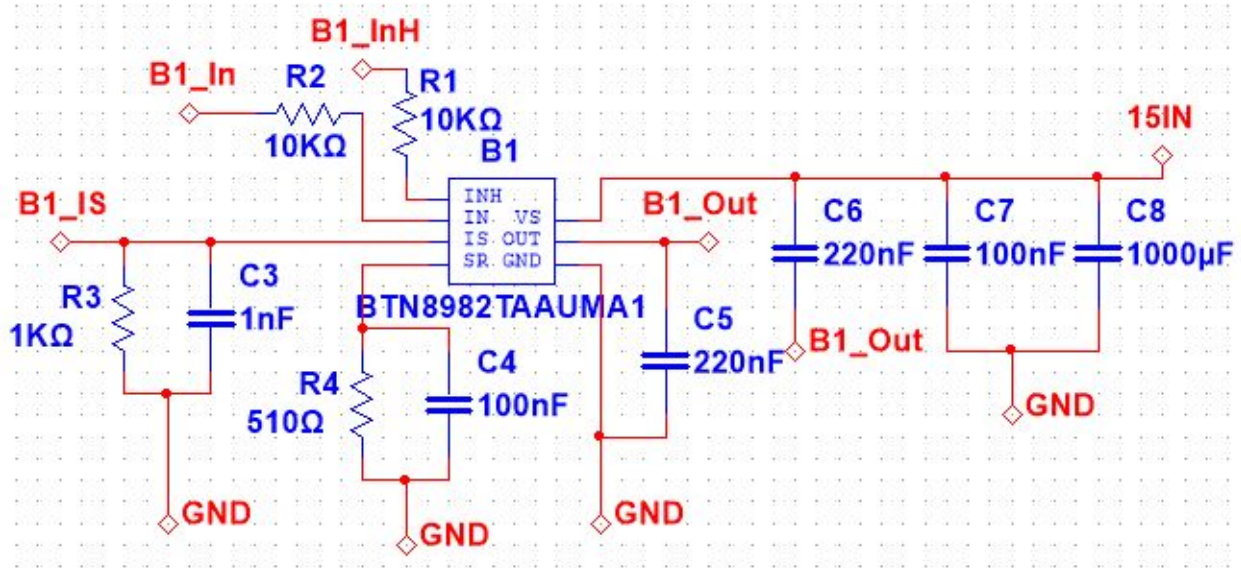 B1_InH
B1_In
R2
R1
10KΩ
10KΩ
B1
15IN
B1_IS
INH
IN VS
IS OUT
SR GND
B1_Out
C6
220nF
C7
100nF
C8
1000µF
R3
1KΩ
C3
1nF
BTN8982TAAUMA1
C5
220nF
B1_Out
R4
510Ω
C4
100nF
GND
GND
GND
GND